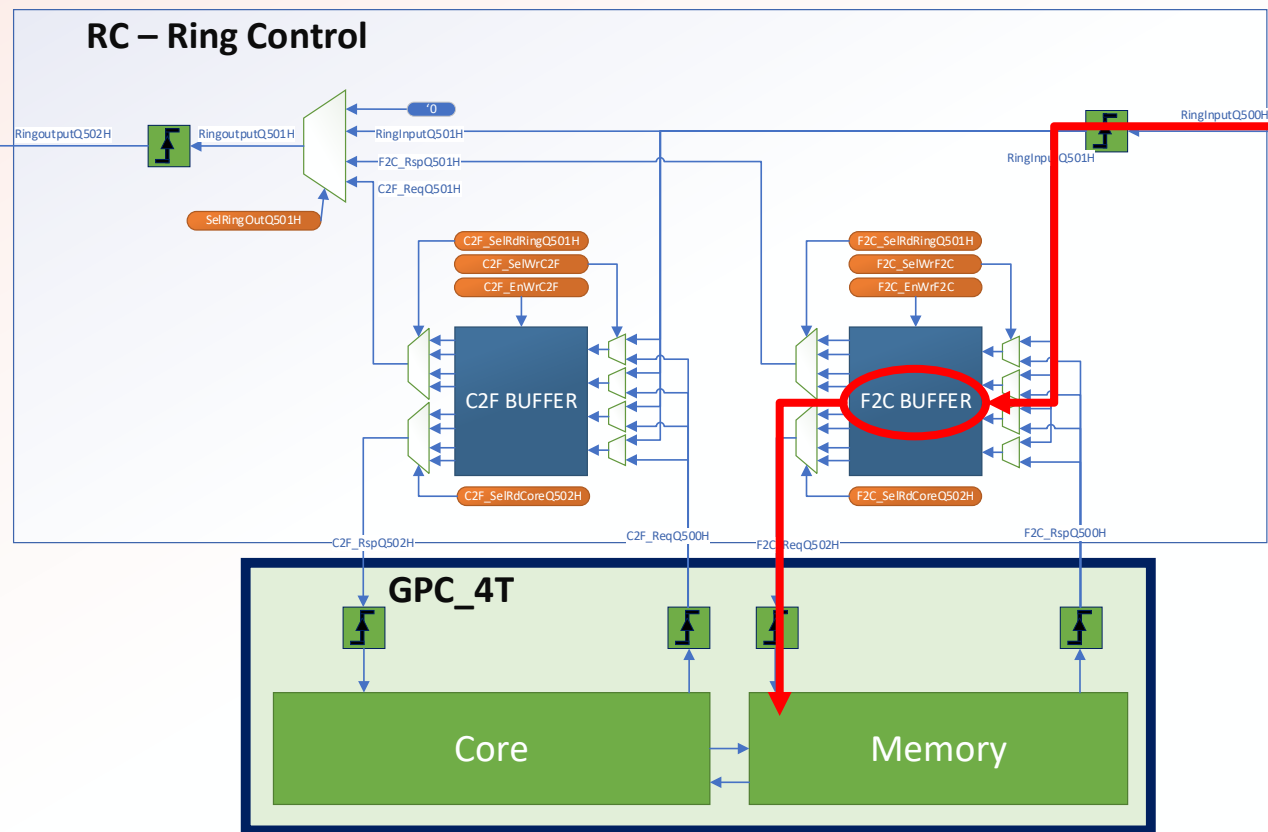 RC – Ring Control
'0
RingInputQ500H
RingoutputQ502H
RingoutputQ501H
RingInputQ501H
RingInputQ501H
F2C_RspQ501H
C2F_ReqQ501H
SelRingOutQ501H
C2F_SelRdRingQ501H
F2C_SelRdRingQ501H
C2F_SelWrC2F
F2C_SelWrF2C
C2F_EnWrC2F
F2C_EnWrF2C
C2F BUFFER
F2C BUFFER
C2F_SelRdCoreQ502H
F2C_SelRdCoreQ502H
C2F_RspQ502H
C2F_ReqQ500H
F2C_ReqQ502H
F2C_RspQ500H
GPC_4T
Core
Memory